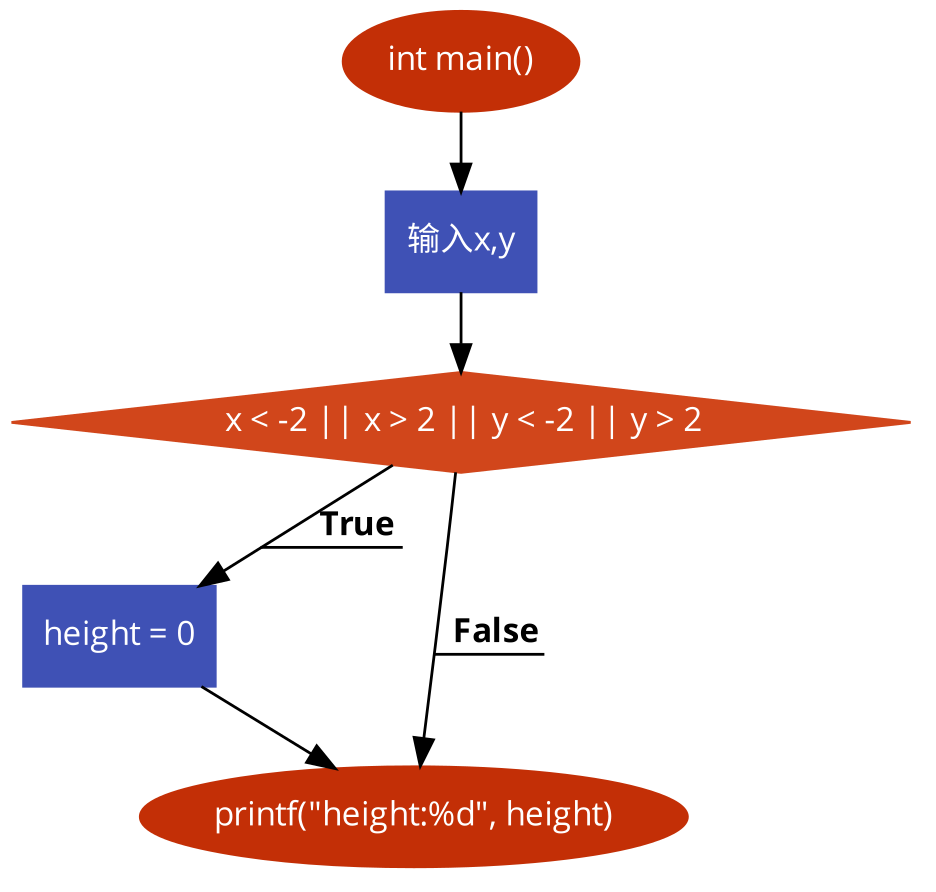 int main()
输入x,y
x < -2 || x > 2 || y < -2 || y > 2
True
height = 0
False
printf("height:%d", height)